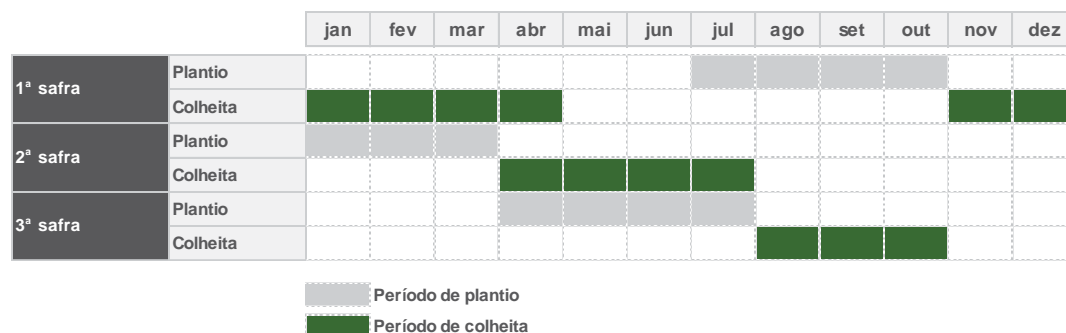 jan fev mar abr mai jun jul ago set out nov dez
1ª safra
Plantio
Colheita
2ª safra
Plantio
Colheita
3ª safra
Plantio
Colheita
Período de plantio
Período de colheita